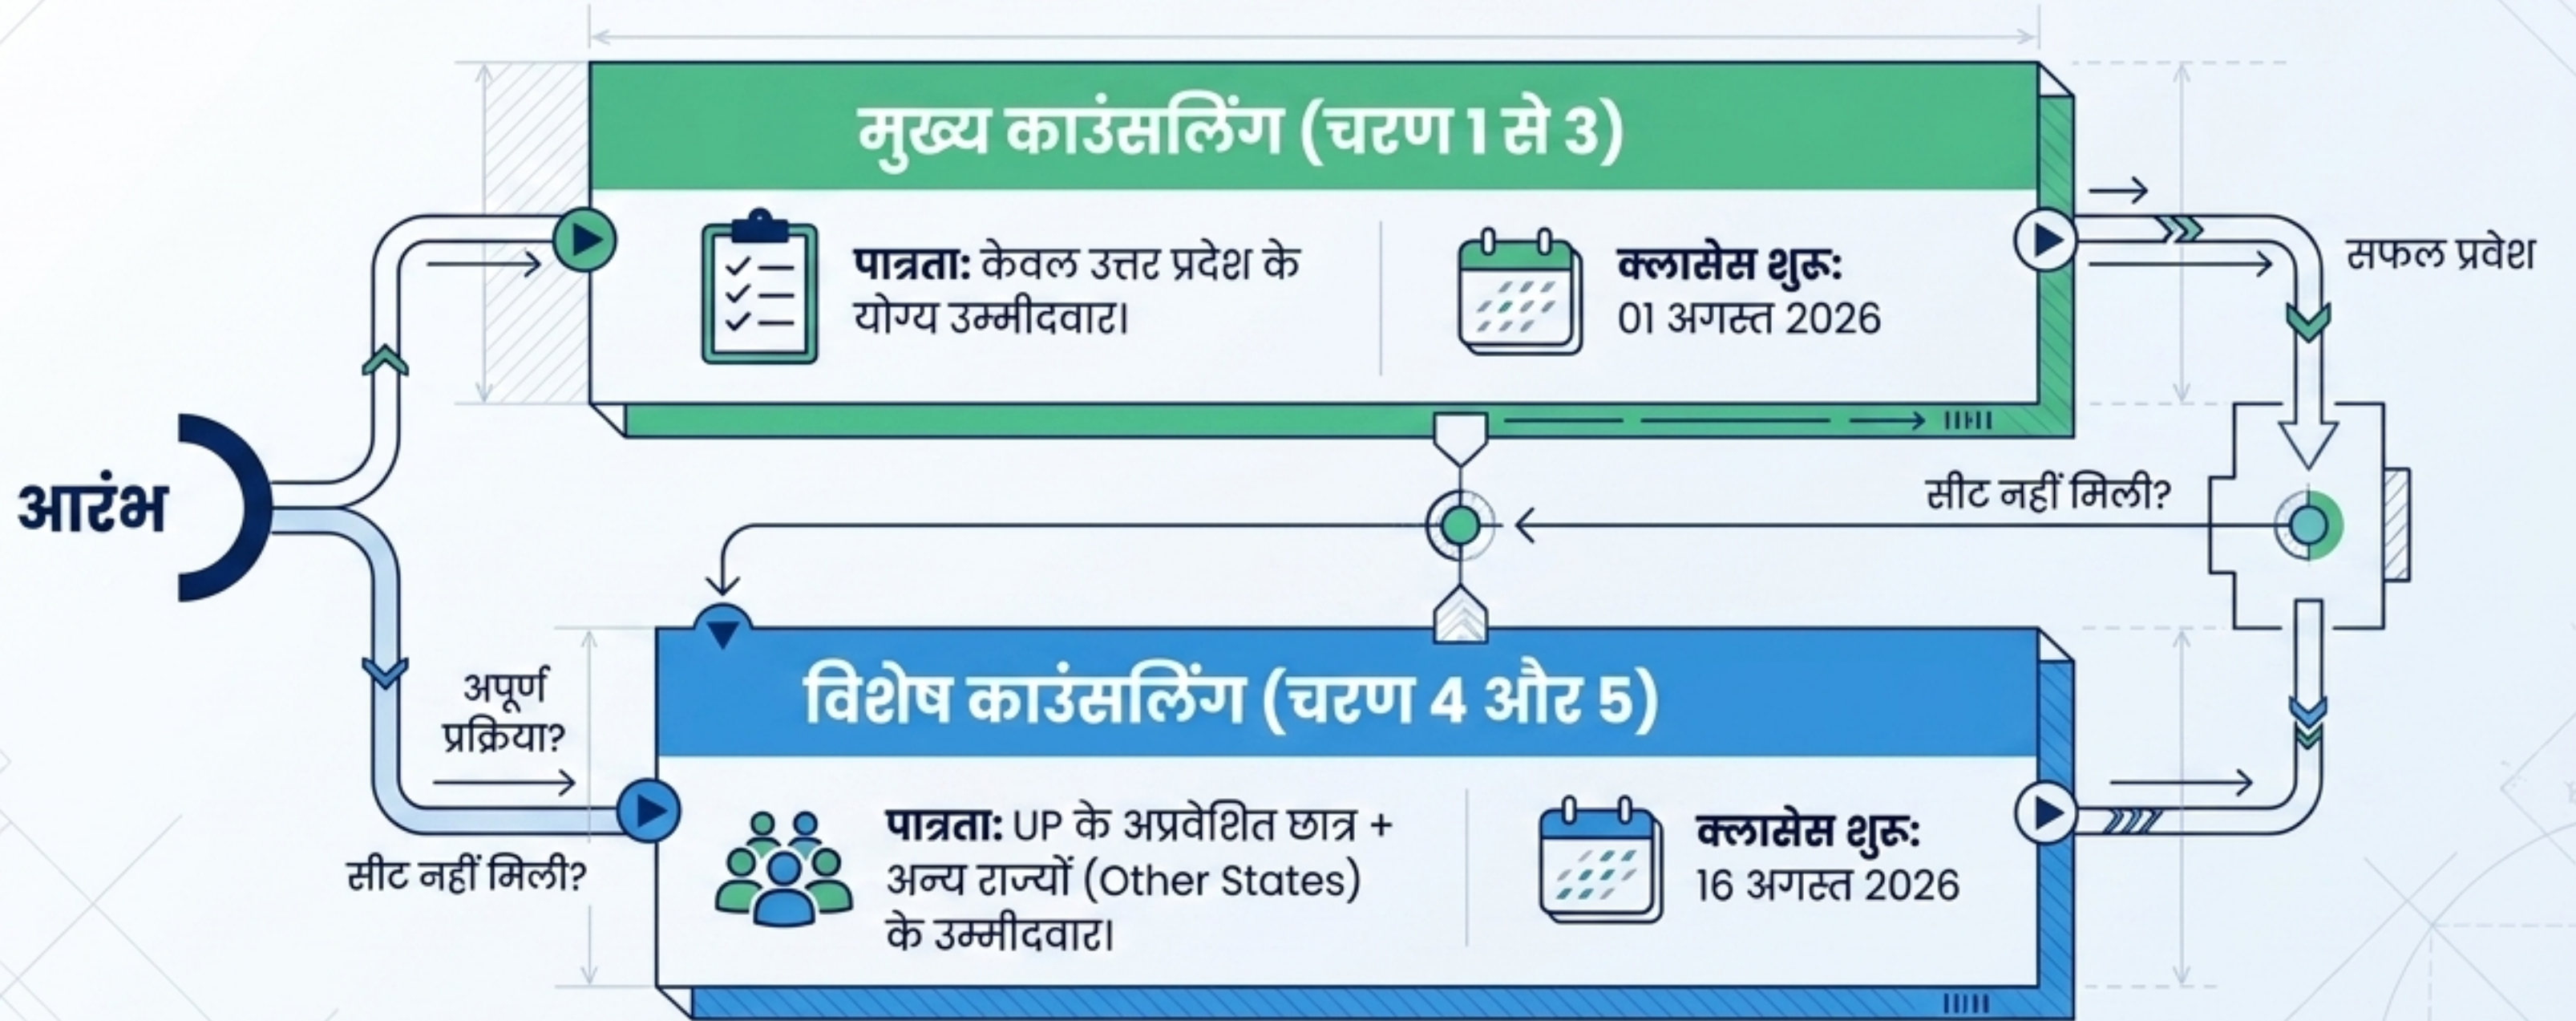 मुख्य काउंसलिंग (चरण 1 से 3)
पात्रता: केवल उत्तर प्रदेश के
योग्य उम्मीदवार।
क्लासेस शुरू:
01 अगस्त 2026
सफल प्रवेश
आरंभ
सीट नहीं मिली?
अपूर्ण
प्रक्रिया?
सीट नहीं मिली?
विशेष काउंसलिंग (चरण 4 और 5)
पात्रता: UP के अप्रवेशित छात्र +
अन्य राज्यों (Other States)
के उम्मीदवार।
क्लासेस शुरू:
16 अगस्त 2026